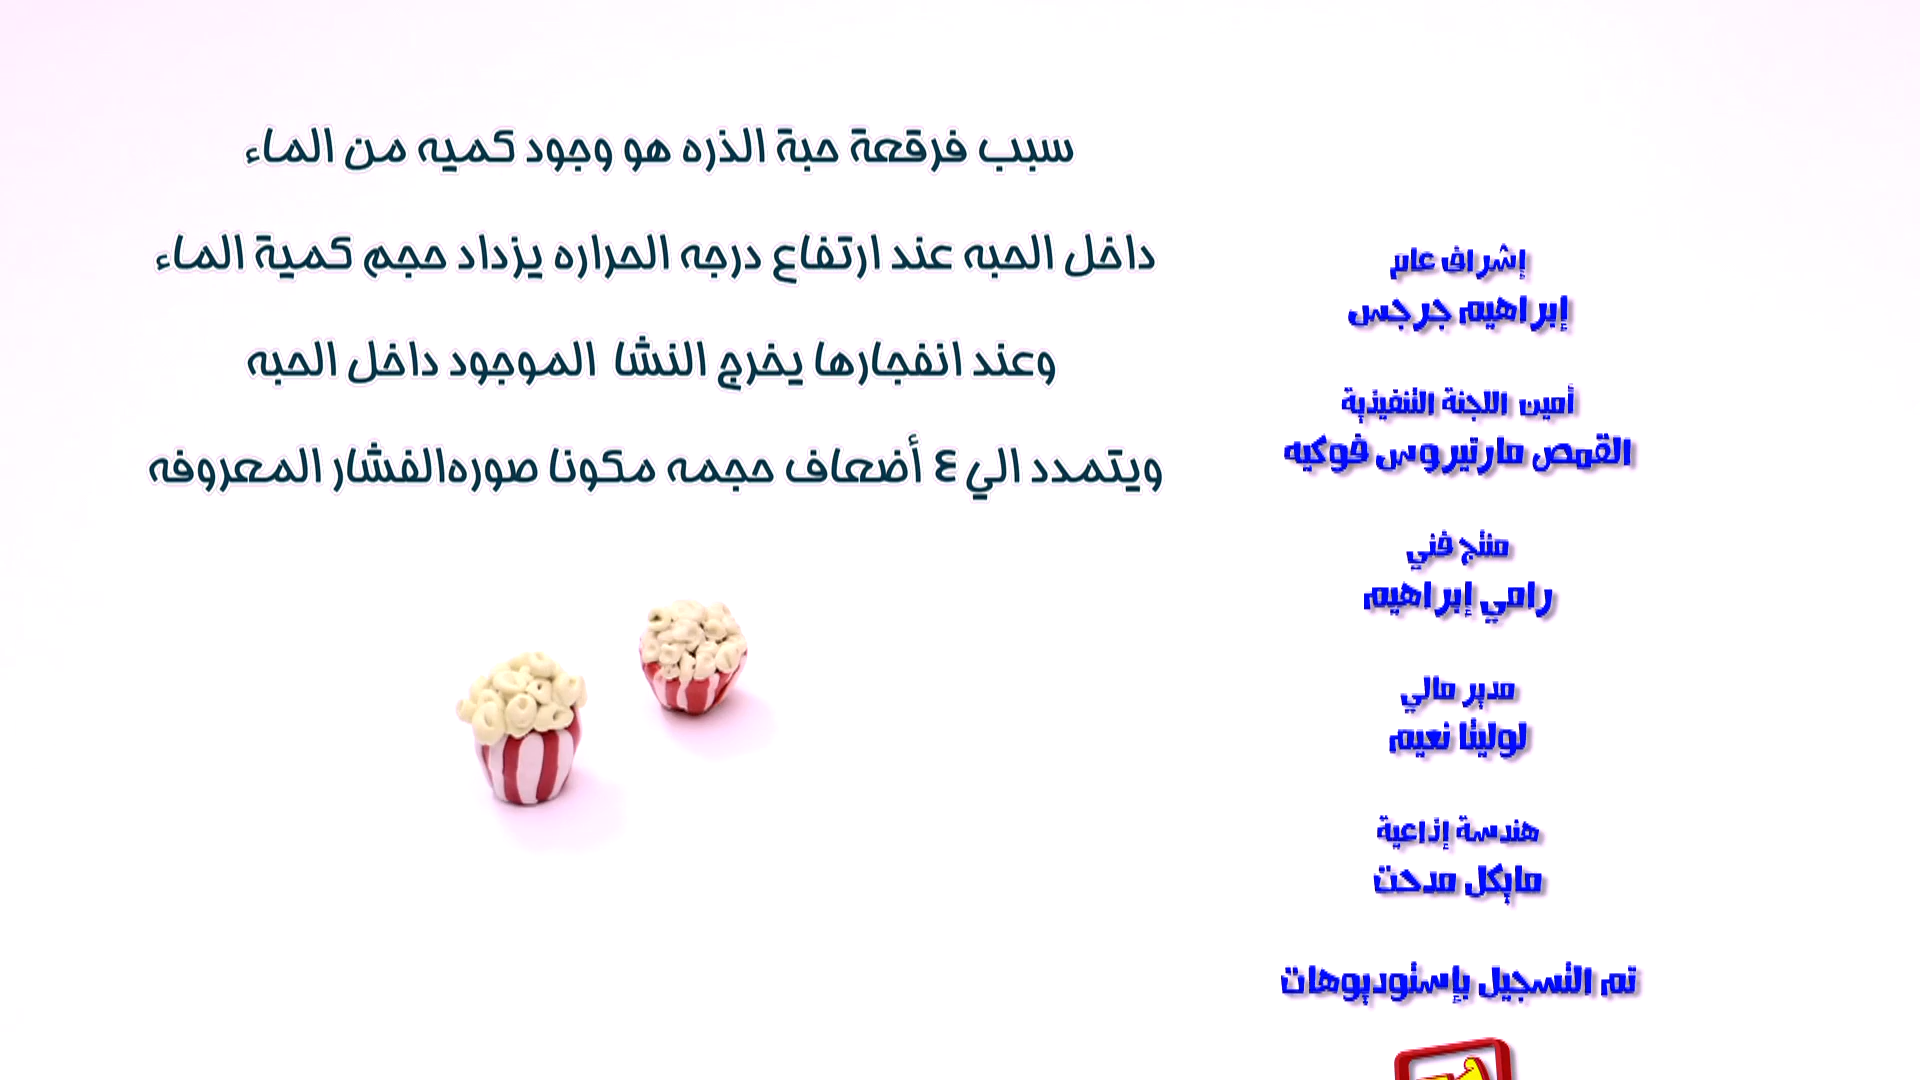 سبب فرقعة حبة الذره هو وجود كميه من الماء
داخل الحبه عند ارتفاع درجه الحراره يزداد حجم كمية الماء
وعند انفجارها يخرج النشا الموجود داخل الحبه
ويتمدد الي ٤ أضعاف حجمه مكونا صورهالفشار المعروفه
إشراف عام
إبراهيم جرجس
أمين اللجنة التنفيذية
القمص مارتيروس فوكيه
منتج فني
رامي إبراهيم
مدير مالي
لوليتا نعيم
هندسة إذاعية
مايكل مدحت
تم التسجيل بإستوديوهات